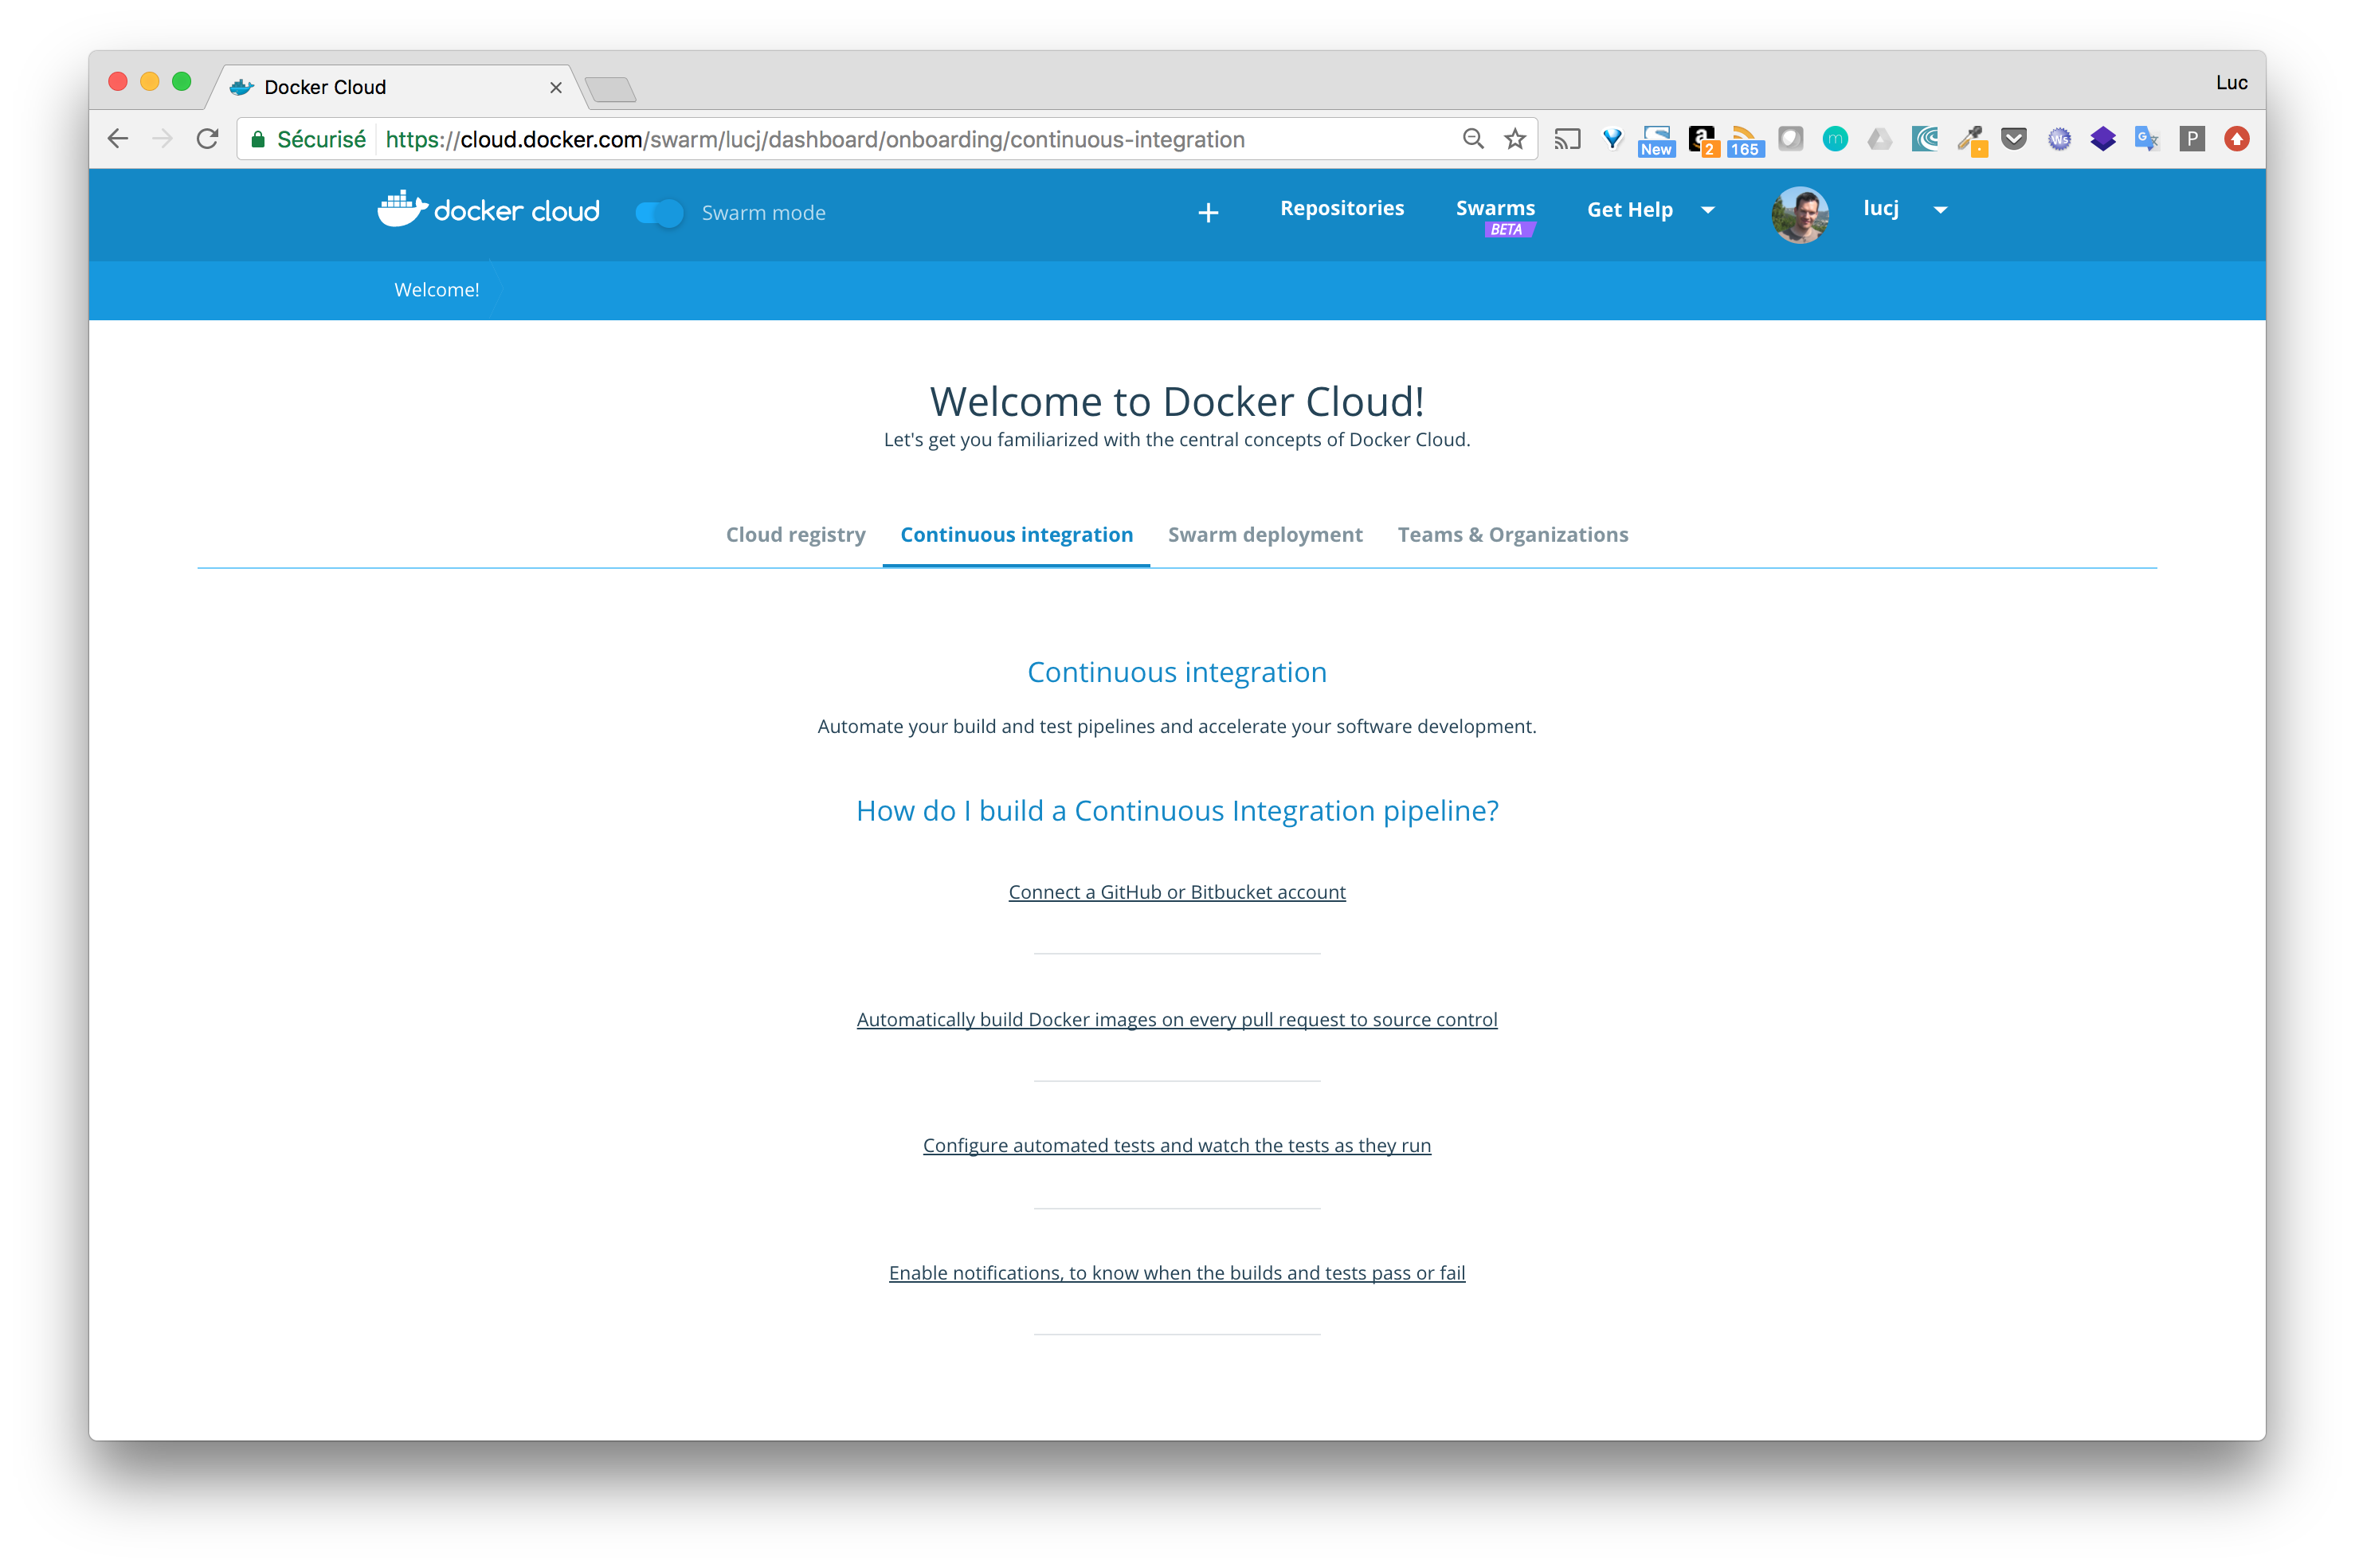 Docker Cloud
Luc
Sécurisé https://cloud.docker.com/swarm/lucj/dashboard/onboarding/continuous-integration
New a 2 165 m Ws G P
docker cloud Swarm mode + Repositories Swarms Get Help lucj
BETA
Welcome!
Welcome to Docker Cloud!
Let's get you familiarized with the central concepts of Docker Cloud.
Cloud registry Continuous integration Swarm deployment Teams & Organizations
Continuous integration
Automate your build and test pipelines and accelerate your software development.
How do I build a Continuous Integration pipeline?
Connect a GitHub or Bitbucket account
Automatically build Docker images on every pull request to source control
Configure automated tests and watch the tests as they run
Enable notifications, to know when the builds and tests pass or fail